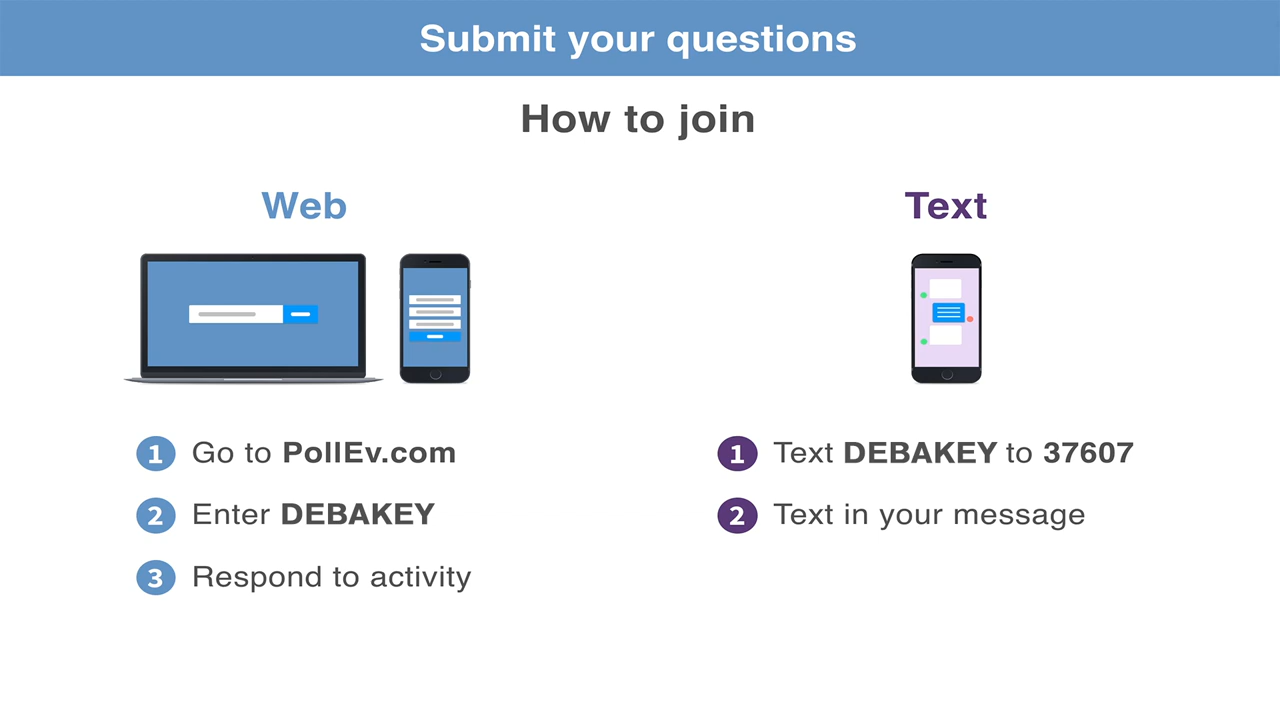 Submit your questions
How to join
Web
1 Go to PollEv.com
2 Enter DEBAKEY
3 Respond to activity
Text
1 Text DEBAKEY to 37607
2 Text in your message